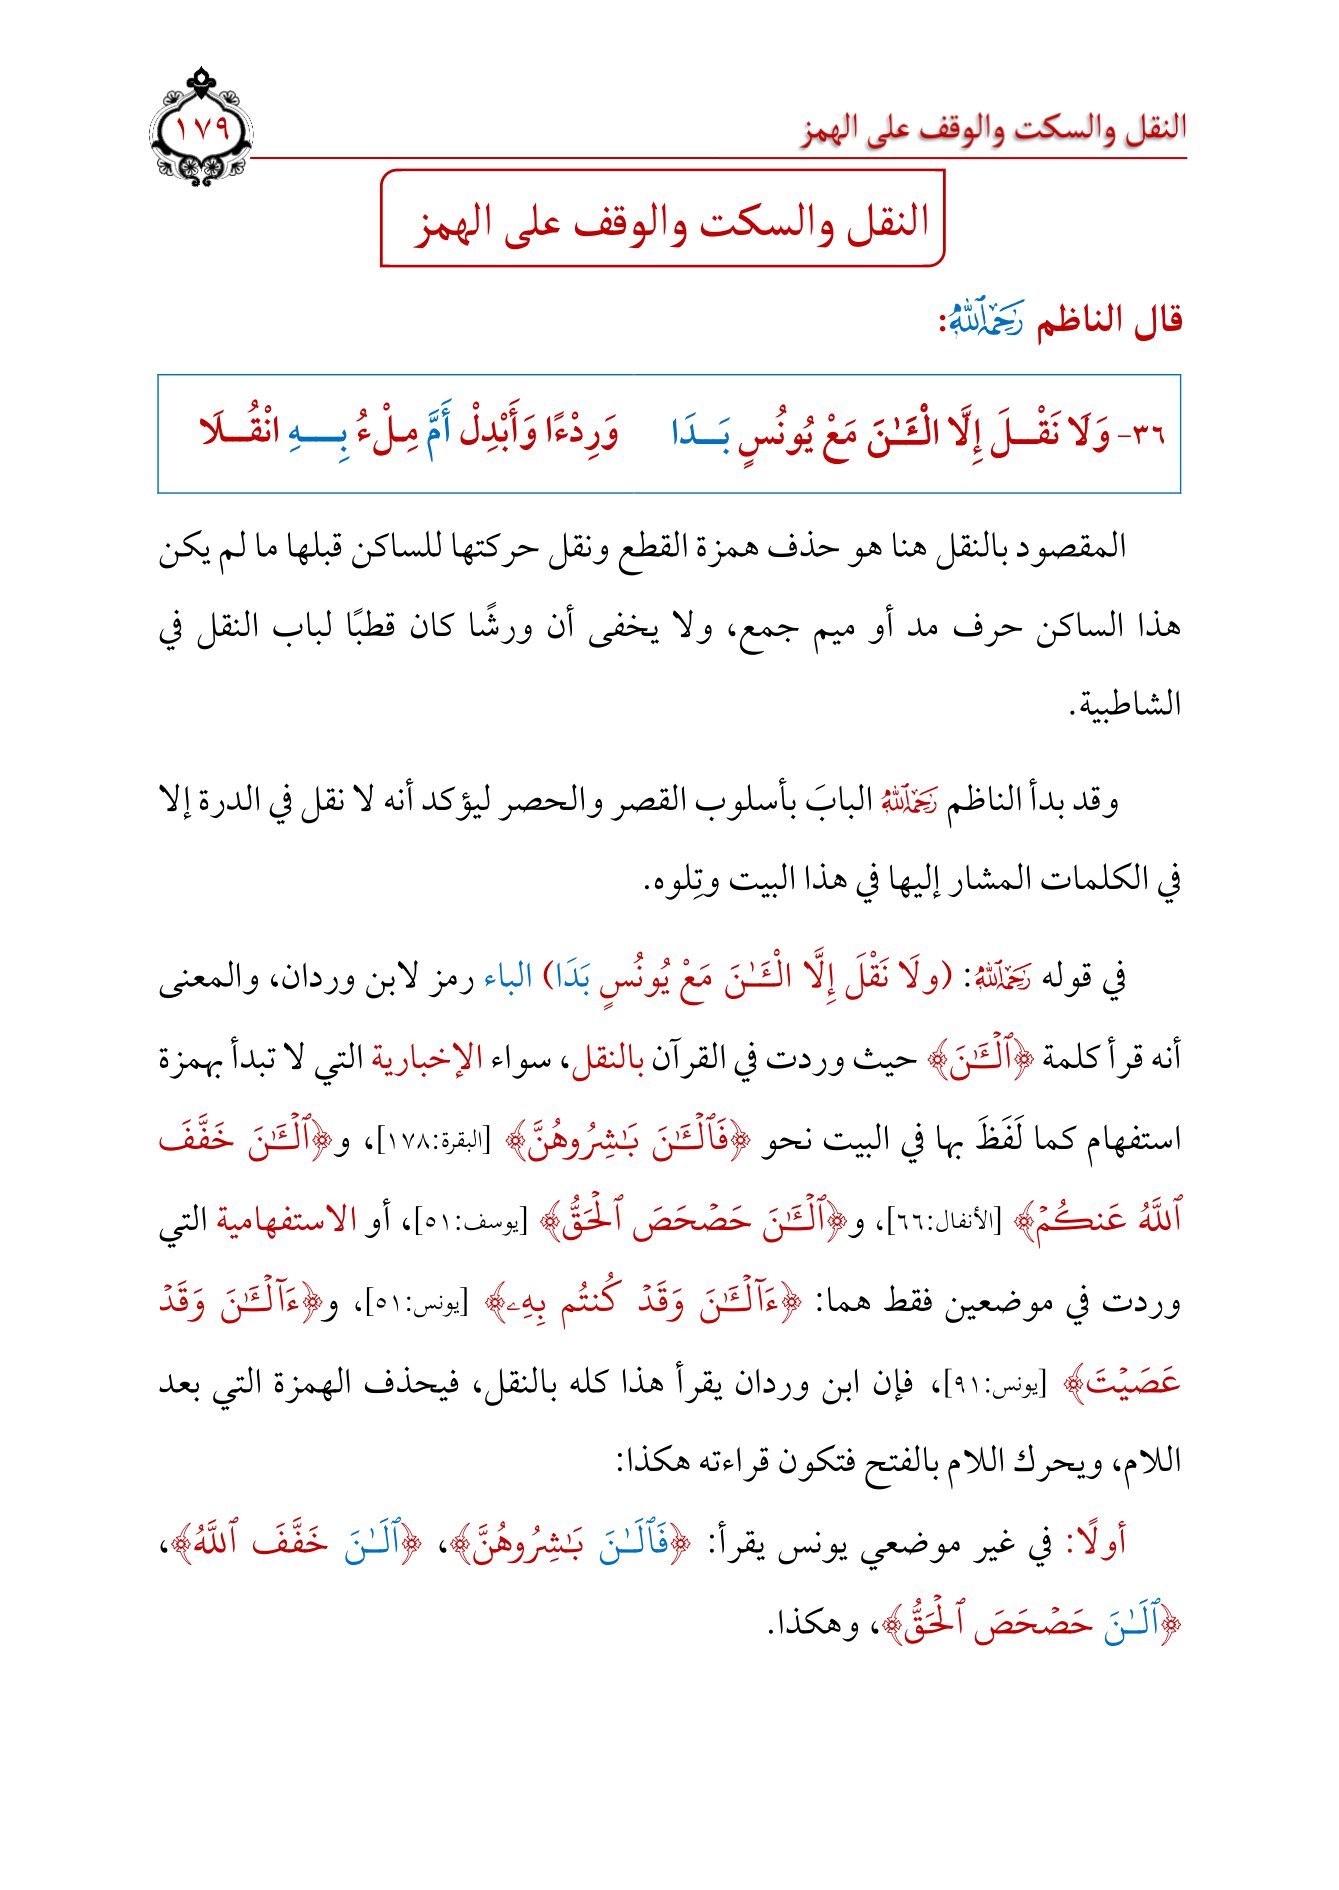 النقل والسكت والوقف على الهمز
١٧٩
النقل والسكت والوقف على الهمز
قال الناظم رَحِمَهُ ٱللَّهُ:
٣٦- وَلَا نَقْـــلَ إِلَّا الْـَٔـٰنَ مَعْ يُونُسٍ بَـــدَا وَرِدْءًا وَأَبْدِلْ أَمَّ مِلْءُ بِـــهِ انْقُـــلَا
المقصود بالنقل هنا هو حذف همزة القطع ونقل حركتها للساكن قبلها ما لم يكن
هذا الساكن حرف مد أو ميم جمع، ولا يخفى أن ورشًا كان قطبًا لباب النقل في
الشاطبية.
وقد بدأ الناظم رَحِمَهُ ٱللَّهُ البابَ بأسلوب القصر والحصر ليؤكد أنه لا نقل في الدرة إلا
في الكلمات المشار إليها في هذا البيت وتِلوه.
في قوله رَحِمَهُ ٱللَّهُ: (ولَا نَقْلَ إِلَّا الْـَٔـٰنَ مَعْ يُونُسٍ بَدَا) الباء رمز لابن وردان، والمعنى
أنه قرأ كلمة ﴿ٱلْـَٔـٰنَ﴾ حيث وردت في القرآن بالنقل، سواء الإخبارية التي لا تبدأ بهمزة
استفهام كما لَفَظَ بها في البيت نحو ﴿فَٱلْـَٔـٰنَ بَـٰشِرُوهُنَّ﴾ [البقرة:١٧٨]، و﴿ٱلْـَٔـٰنَ خَفَّفَ
ٱللَّهُ عَنكُمْ﴾ [الأنفال:٦٦]، و﴿ٱلْـَٔـٰنَ حَصْحَصَ ٱلْحَقُّ﴾ [يوسف:٥١]، أو الاستفهامية التي
وردت في موضعين فقط هما: ﴿ءَآلْـَٔـٰنَ وَقَدْ كُنتُم بِهِۦ﴾ [يونس:٥١]، و﴿ءَآلْـَٔـٰنَ وَقَدْ
عَصَيْتَ﴾ [يونس:٩١]، فإن ابن وردان يقرأ هذا كله بالنقل، فيحذف الهمزة التي بعد
اللام، ويحرك اللام بالفتح فتكون قراءته هكذا:
أولًا: في غير موضعي يونس يقرأ: ﴿فَٱلَـٰنَ بَـٰشِرُوهُنَّ﴾، ﴿ٱلَـٰنَ خَفَّفَ ٱللَّهُ﴾،
﴿ٱلَـٰنَ حَصْحَصَ ٱلْحَقُّ﴾، وهكذا.